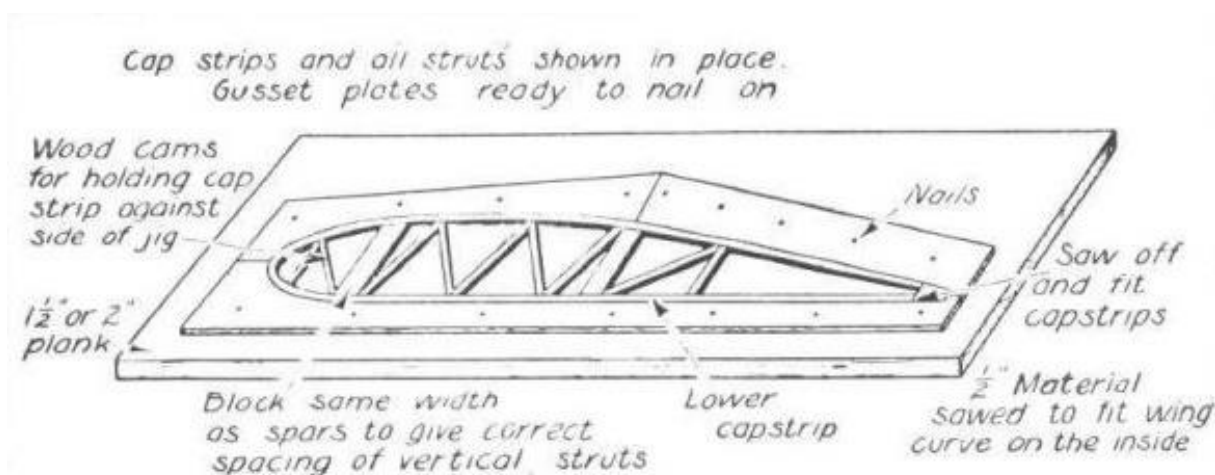 Cap strips and all struts shown in place.
Gusset plates ready to nail on
Wood cams
for holding cap
strip against
side of jig
Nails
Saw off
and fit
capstrips
1½" or 2"
plank
Block same width
as spars to give correct
spacing of vertical struts
Lower
capstrip
½" Material
sawed to fit wing
curve on the inside